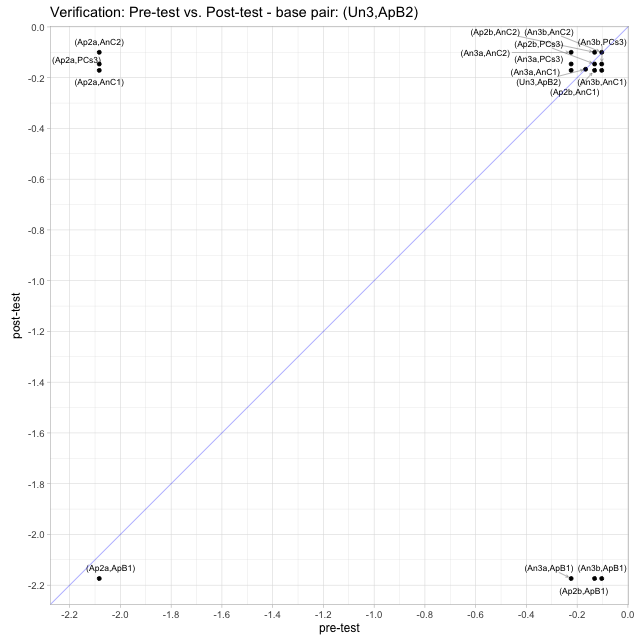 Verification: Pre-test vs. Post-test - base pair: (Un3,ApB2)
0.0
-0.2
-0.4
-0.6
-0.8
-1.0
-1.2
-1.4
-1.6
-1.8
-2.0
-2.2
post-test
(Ap2a,AnC2)
(Ap2a,PCs3)
(Ap2a,AnC1)
(Ap2b,AnC2)
(An3b,AnC2)
(Ap2b,PCs3)
(An3b,PCs3)
(An3a,AnC2)
(An3a,PCs3)
(An3a,AnC1)
(Un3,ApB2)
(An3b,AnC1)
(Ap2b,AnC1)
(Ap2a,ApB1)
(An3a,ApB1)
(An3b,ApB1)
(Ap2b,ApB1)
-2.2
-2.0
-1.8
-1.6
-1.4
-1.2
-1.0
-0.8
-0.6
-0.4
-0.2
0.0
pre-test